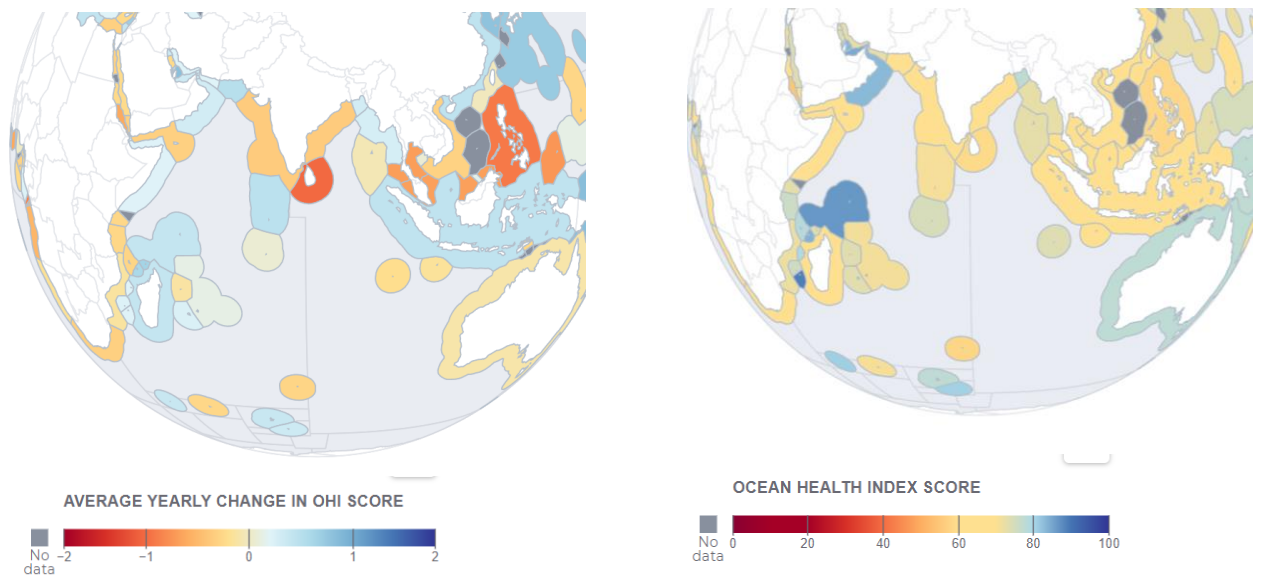 AVERAGE YEARLY CHANGE IN OHI SCORE
No data
−2 −1 0 1 2
OCEAN HEALTH INDEX SCORE
No data
0 20 40 60 80 100